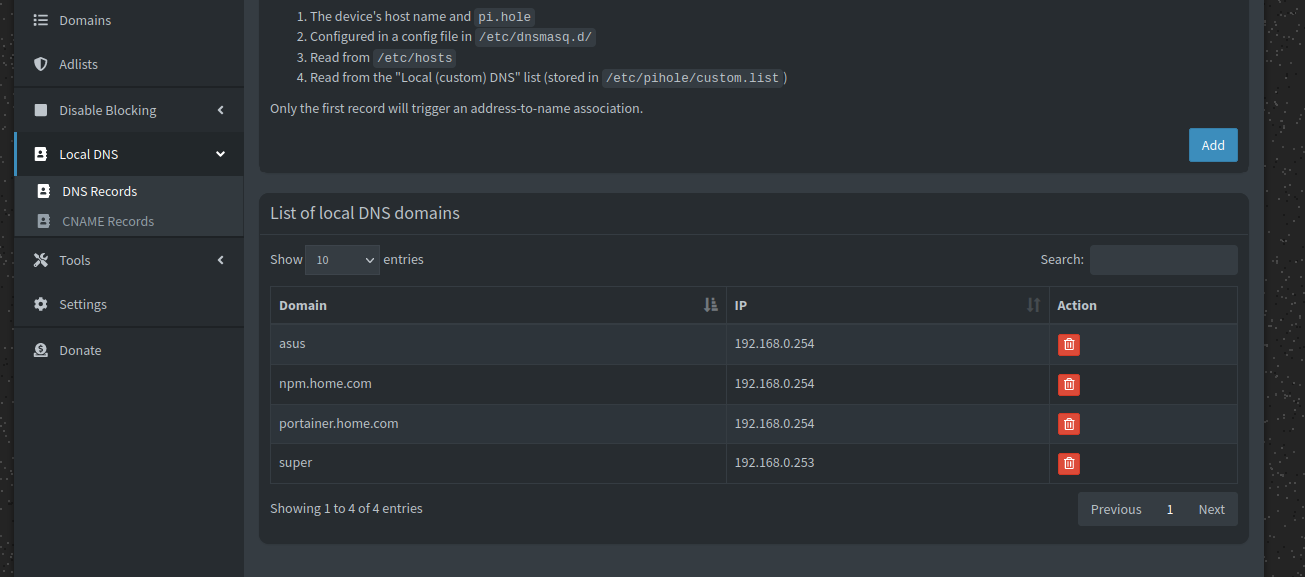 Domains
Adlists
Disable Blocking
Local DNS
DNS Records
CNAME Records
Tools
Settings
Donate
1. The device's host name and pi.hole
2. Configured in a config file in /etc/dnsmasq.d/
3. Read from /etc/hosts
4. Read from the "Local (custom) DNS" list (stored in /etc/pihole/custom.list)
Only the first record will trigger an address-to-name association.
Add
List of local DNS domains
Show 10 entries Search:
Domain IP Action
asus 192.168.0.254
npm.home.com 192.168.0.254
portainer.home.com 192.168.0.254
super 192.168.0.253
Showing 1 to 4 of 4 entries Previous 1 Next